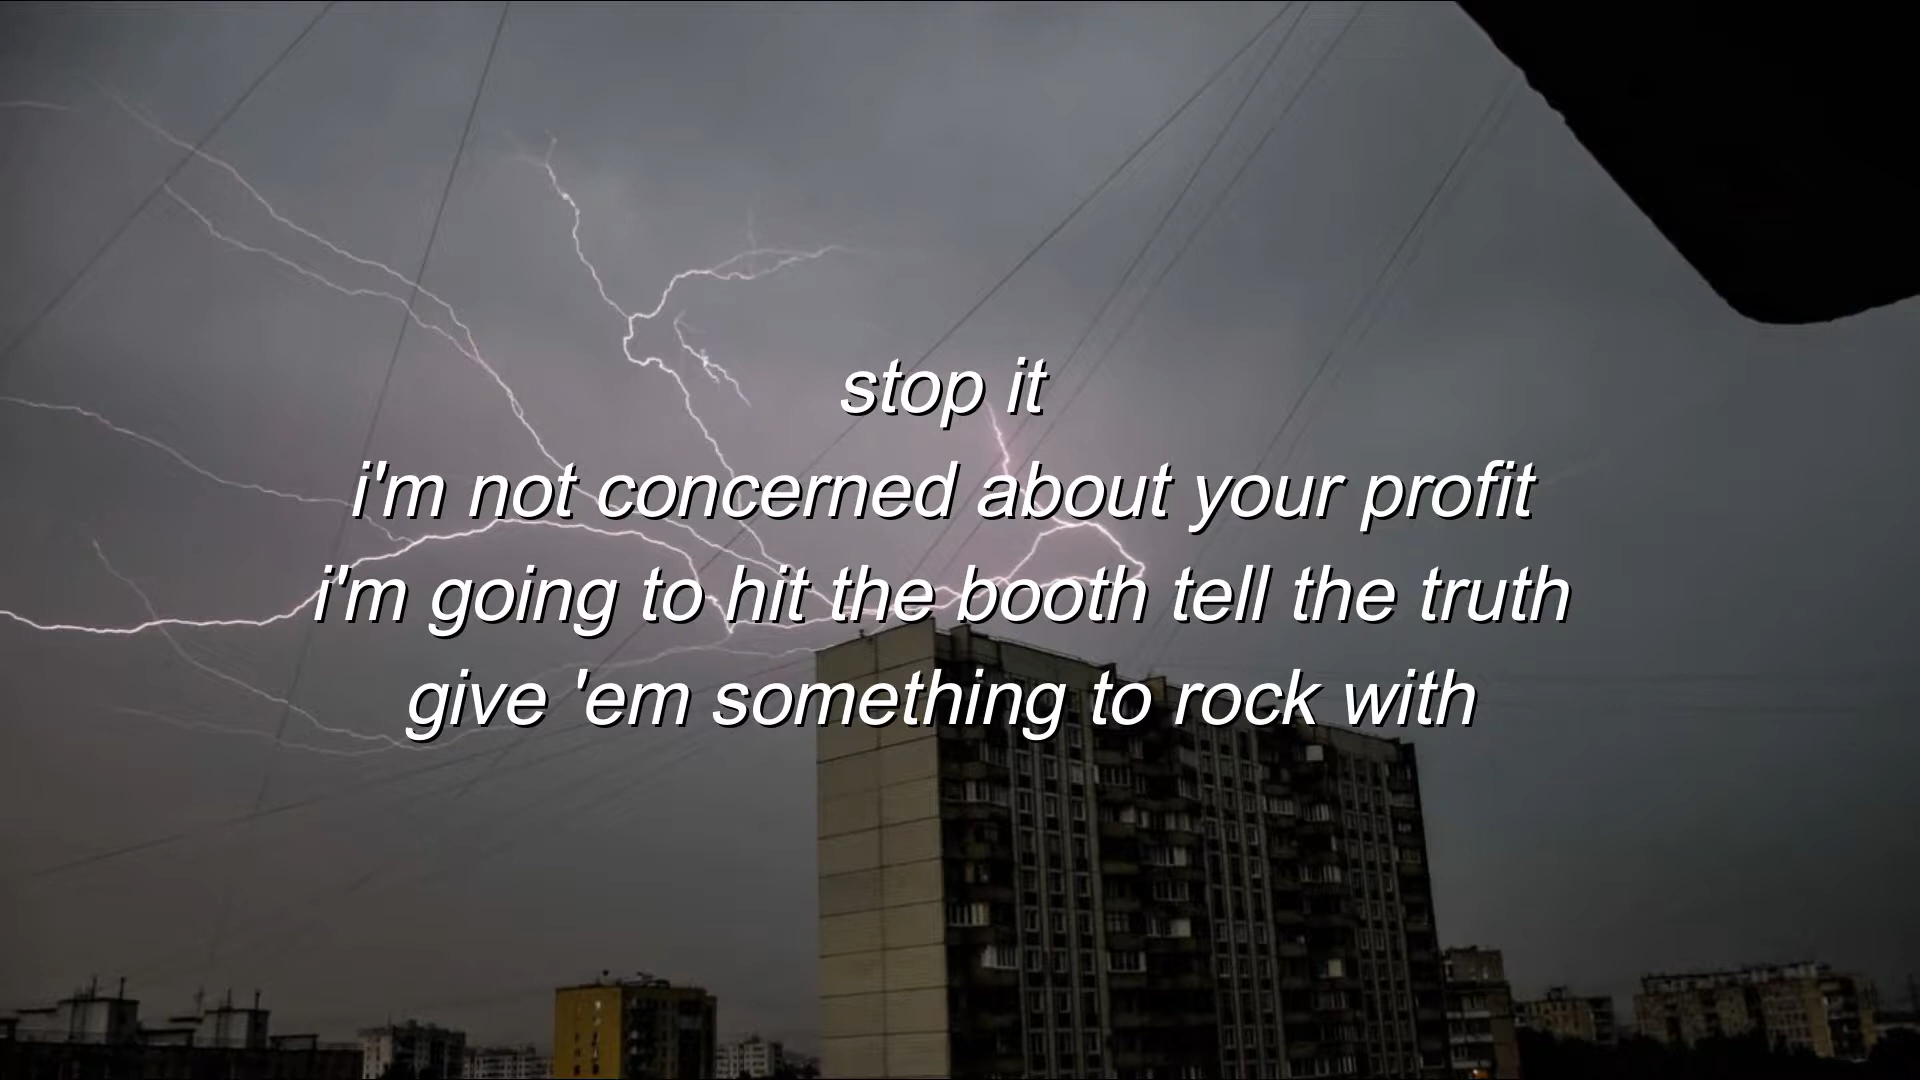 stop it
i'm not concerned about your profit
i'm going to hit the booth tell the truth
give 'em something to rock with